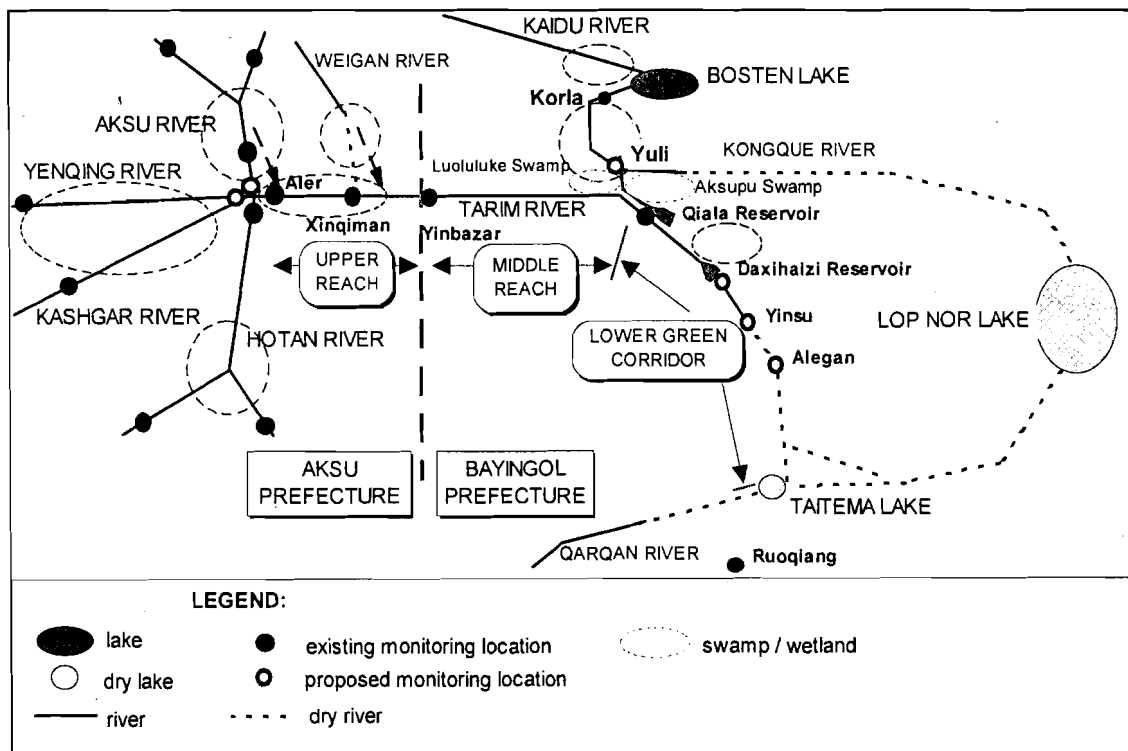 KAIDU RIVER
WEIGAN RIVER
BOSTEN LAKE
Korla
AKSU RIVER
YENQING RIVER
Yuli
KONGQUE RIVER
Luoluluke Swamp
Aler
Aksupu Swamp
TARIM RIVER
Qiala Reservoir
Xinqiman
Yinbazar
UPPER
REACH
MIDDLE
REACH
Daxihaizi Reservoir
KASHGAR RIVER
Yinsu
LOP NOR LAKE
HOTAN RIVER
LOWER GREEN
CORRIDOR
Alegan
AKSU
PREFECTURE
BAYINGOL
PREFECTURE
TAITEMA LAKE
QARQAN RIVER
Ruoqiang
LEGEND:
lake
existing monitoring location
swamp / wetland
dry lake
proposed monitoring location
river
dry river